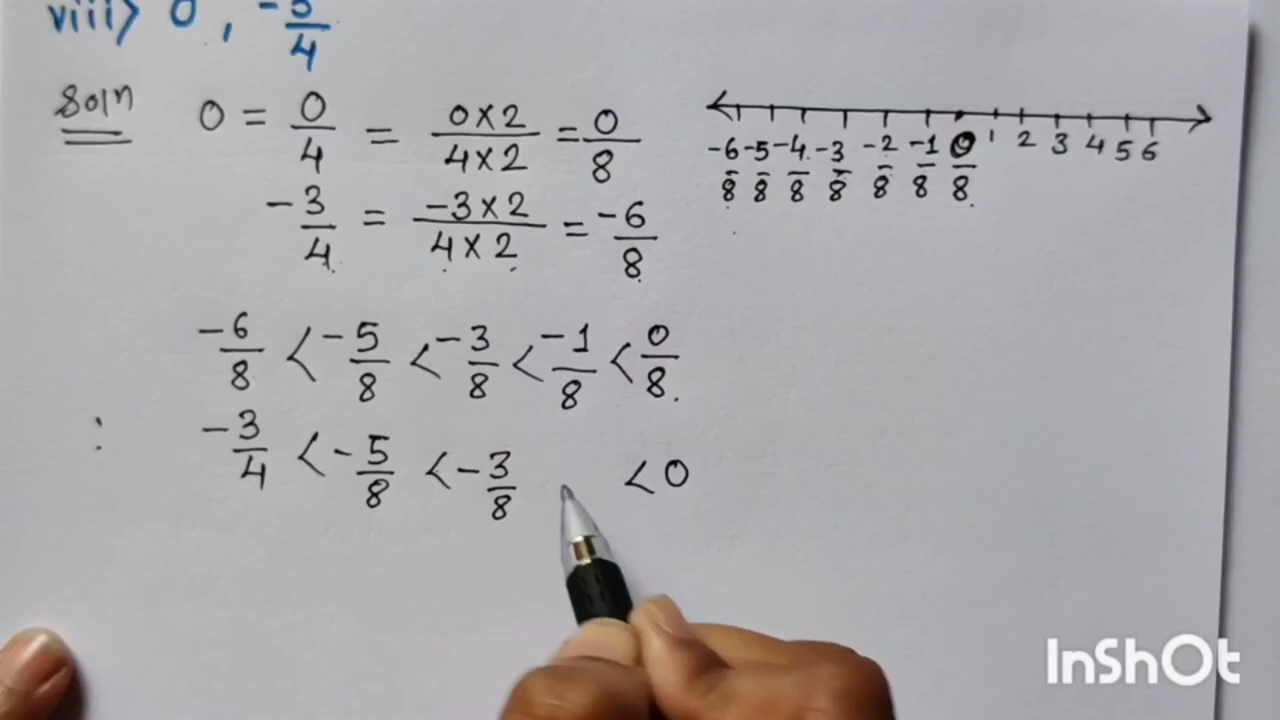 viii> 0 , -3/4
Soln 0 = 0/4 = 0×2/4×2 = 0/8
-3/4 = -3×2/4×2 = -6/8
-6/8 -5/8 -4/8 -3/8 -2/8 -1/8 0/8 1 2 3 4 5 6
-6/8 < -5/8 < -3/8 < -1/8 < 0/8
: -3/4 < -5/8 < -3/8 < 0
InShOt